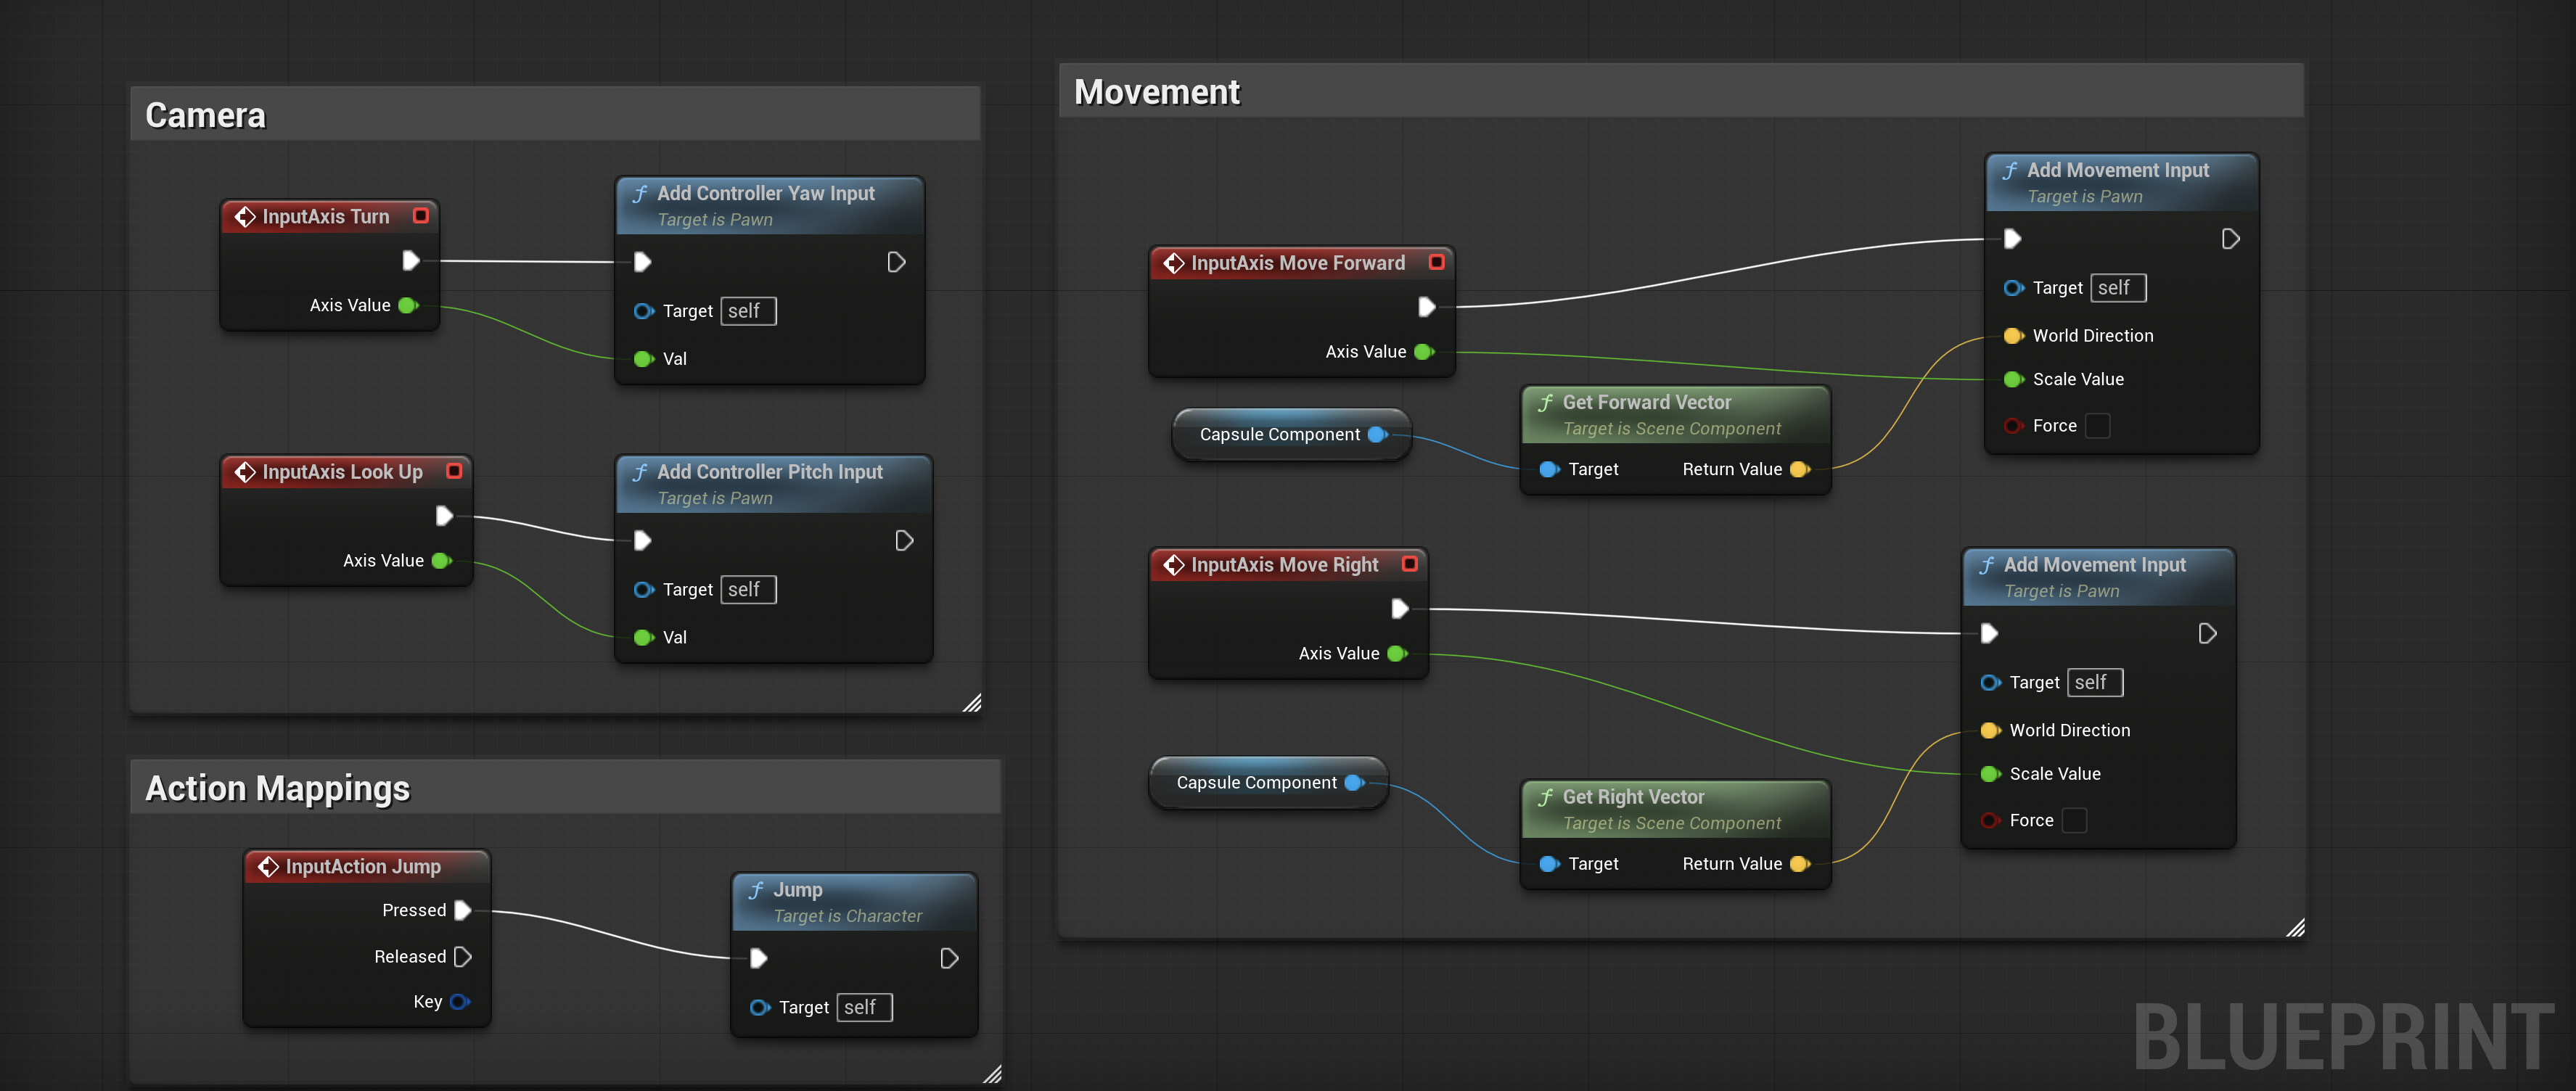 Camera
InputAxis Turn
Axis Value
Add Controller Yaw Input
Target is Pawn
Target self
Val
InputAxis Look Up
Axis Value
Add Controller Pitch Input
Target is Pawn
Target self
Val
Action Mappings
InputAction Jump
Pressed
Released
Key
Jump
Target is Character
Target self
Movement
InputAxis Move Forward
Axis Value
Capsule Component
Get Forward Vector
Target is Scene Component
Target Return Value
Add Movement Input
Target is Pawn
Target self
World Direction
Scale Value
Force
InputAxis Move Right
Axis Value
Capsule Component
Get Right Vector
Target is Scene Component
Target Return Value
Add Movement Input
Target is Pawn
Target self
World Direction
Scale Value
Force
BLUEPRINT